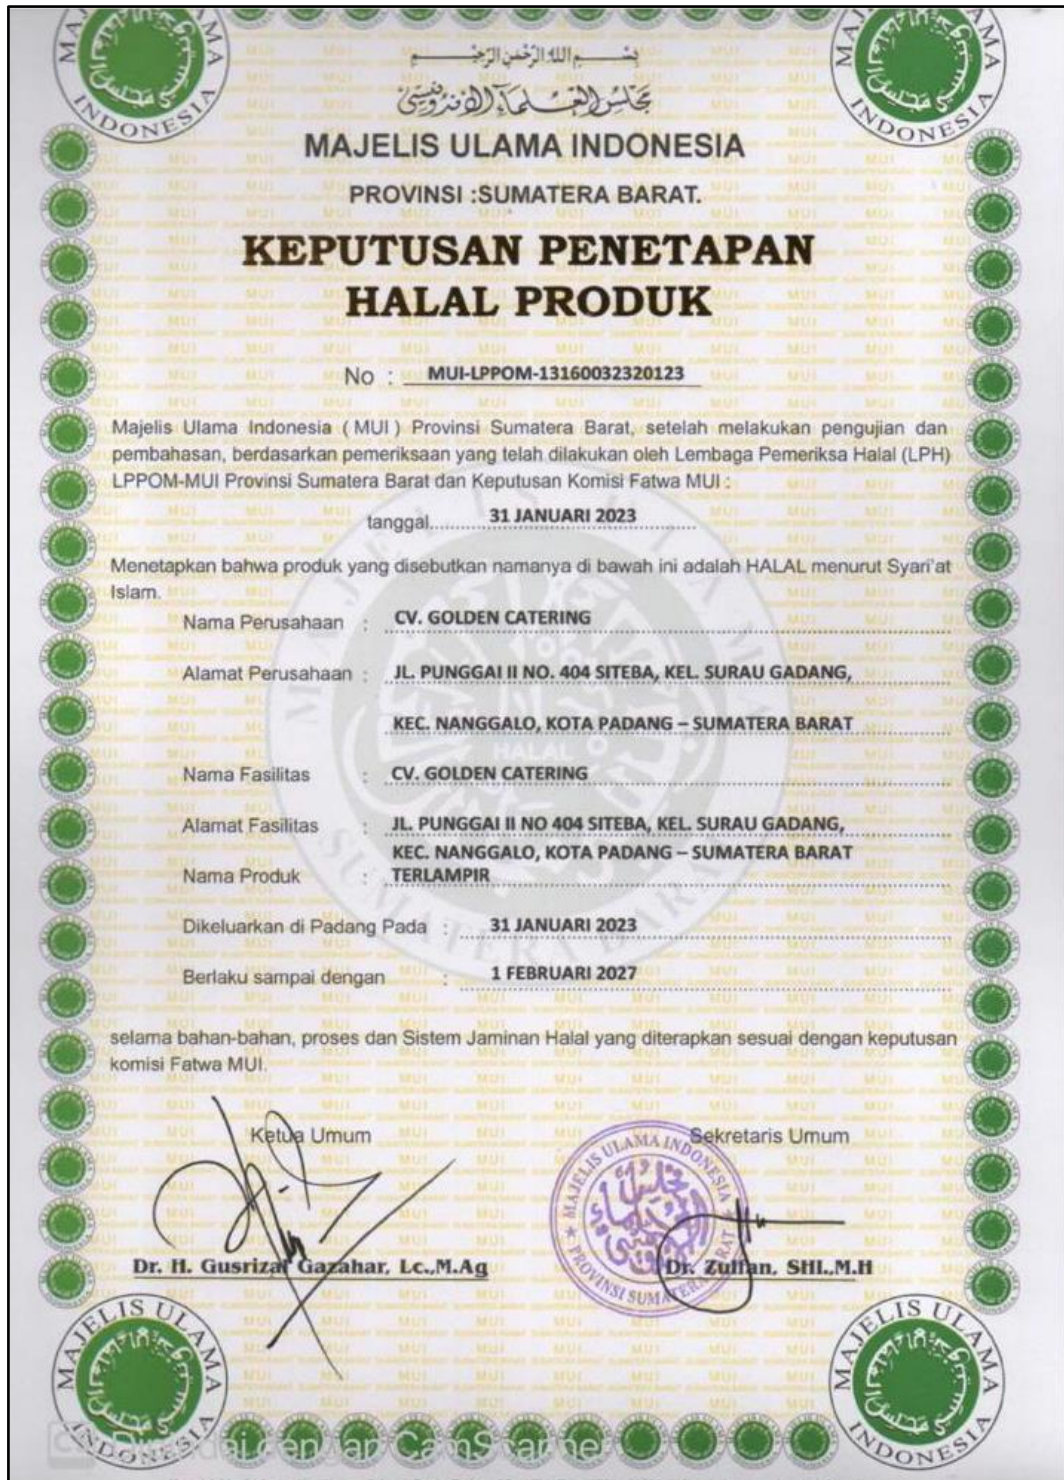 بسم الله الرحمن الرحيم
مجلس العلماء الاندونيسي
MAJELIS ULAMA INDONESIA
PROVINSI :SUMATERA BARAT.
KEPUTUSAN PENETAPAN
HALAL PRODUK
No : MUI-LPPOM-13160032320123
Majelis Ulama Indonesia ( MUI ) Provinsi Sumatera Barat, setelah melakukan pengujian dan
pembahasan, berdasarkan pemeriksaan yang telah dilakukan oleh Lembaga Pemeriksa Halal (LPH)
LPPOM-MUI Provinsi Sumatera Barat dan Keputusan Komisi Fatwa MUI :
tanggal........ 31 JANUARI 2023
Menetapkan bahwa produk yang disebutkan namanya di bawah ini adalah HALAL menurut Syari'at
Islam.
Nama Perusahaan : CV. GOLDEN CATERING
Alamat Perusahaan : JL. PUNGGAI II NO. 404 SITEBA, KEL. SURAU GADANG,
KEC. NANGGALO, KOTA PADANG – SUMATERA BARAT
Nama Fasilitas : CV. GOLDEN CATERING
Alamat Fasilitas : JL. PUNGGAI II NO 404 SITEBA, KEL. SURAU GADANG,
KEC. NANGGALO, KOTA PADANG – SUMATERA BARAT
Nama Produk : TERLAMPIR
Dikeluarkan di Padang Pada : 31 JANUARI 2023
Berlaku sampai dengan : 1 FEBRUARI 2027
selama bahan-bahan, proses dan Sistem Jaminan Halal yang diterapkan sesuai dengan keputusan
komisi Fatwa MUI.
Ketua Umum
Sekretaris Umum
MAJELIS ULAMA INDONESIA
PROVINSI SUMATERA BARAT
Dr. H. Gusrizal Gazahar, Lc.,M.Ag
Dr. Zulfan, SHI.,M.H
Dipindai dengan CamScanner